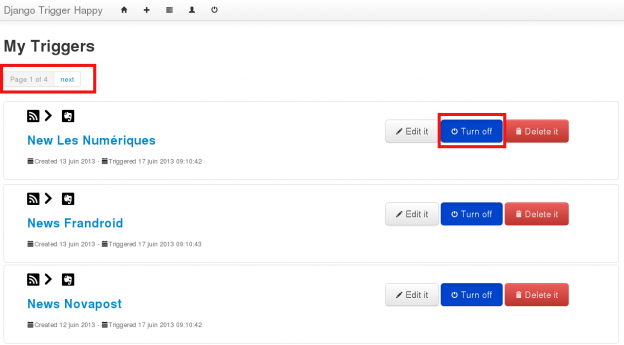 Django Trigger Happy
My Triggers
Page 1 of 4 next
New Les Numériques
Created 13 juin 2013 - Triggered 17 juin 2013 09:10:42
Edit it Turn off Delete it
News Frandroid
Created 13 juin 2013 - Triggered 17 juin 2013 09:10:43
Edit it Turn off Delete it
News Novapost
Created 12 juin 2013 - Triggered 17 juin 2013 09:10:42
Edit it Turn off Delete it